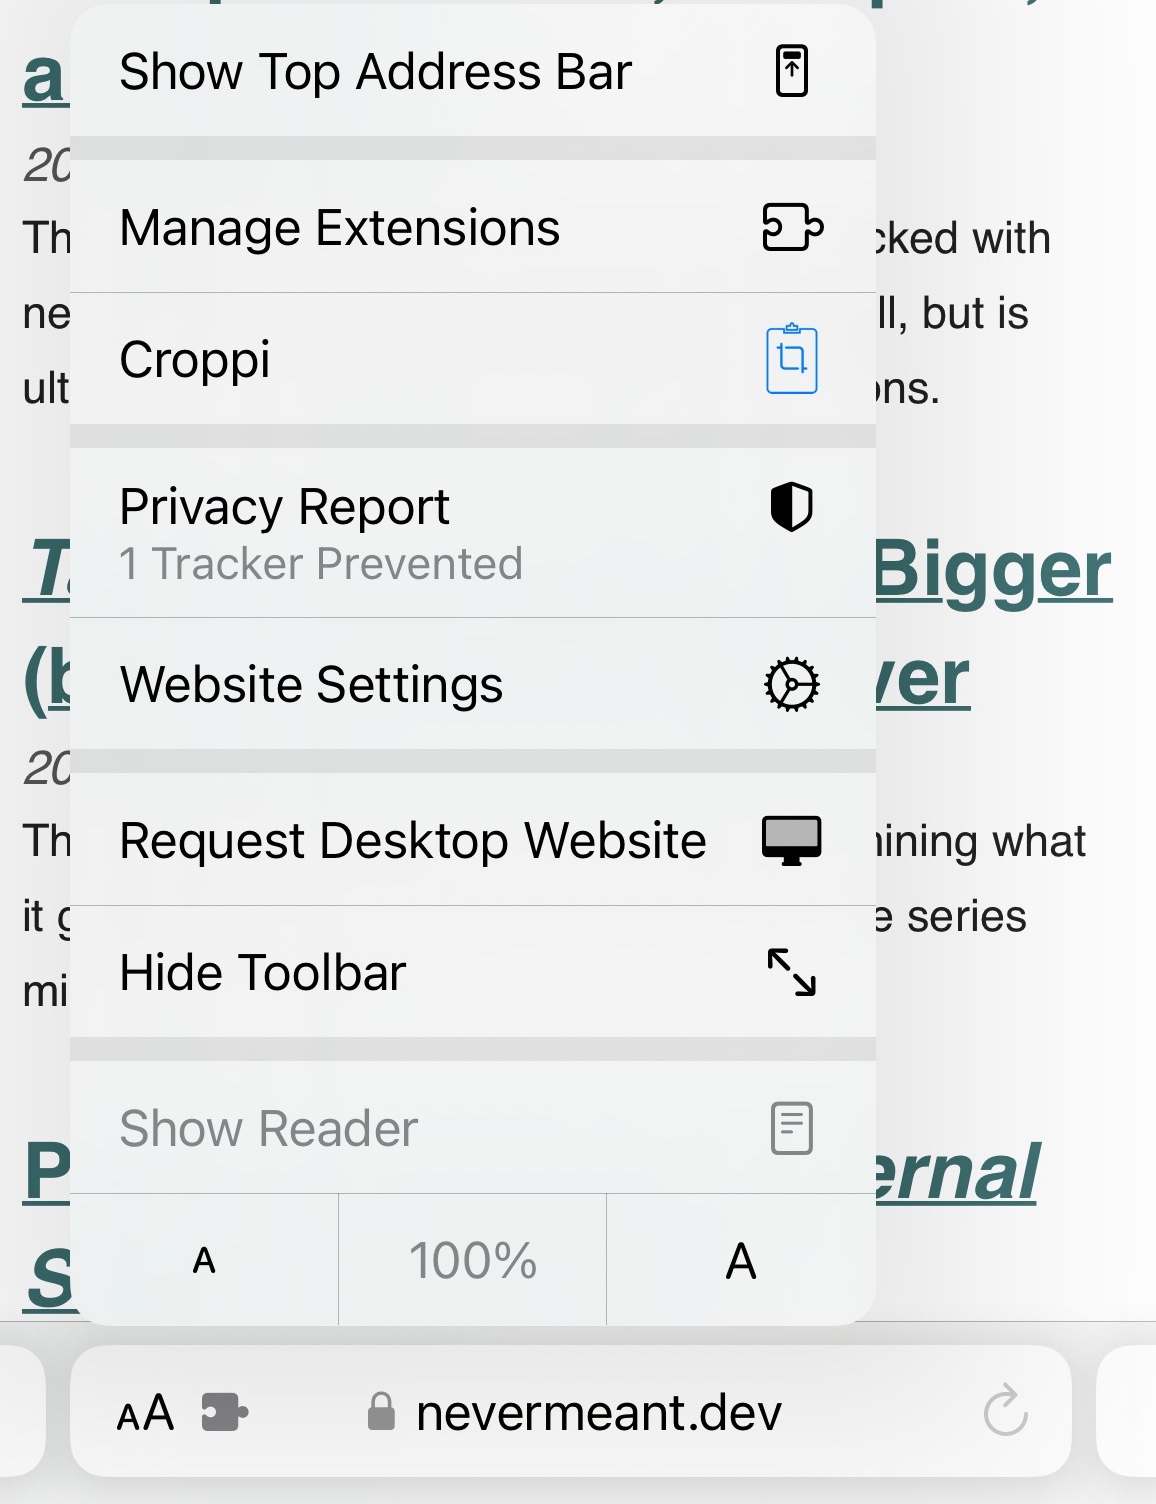 a
Show Top Address Bar
20
Manage Extensions
Th
cked with
ne
ll, but is
Croppi
ult
ons.
Privacy Report
1 Tracker Prevented
Bigger
Website Settings
(b
ver
20
Request Desktop Website
Th
ining what
it g
e series
Hide Toolbar
mi
Show Reader
P
ernal
S
A
100%
A
AA
nevermeant.dev